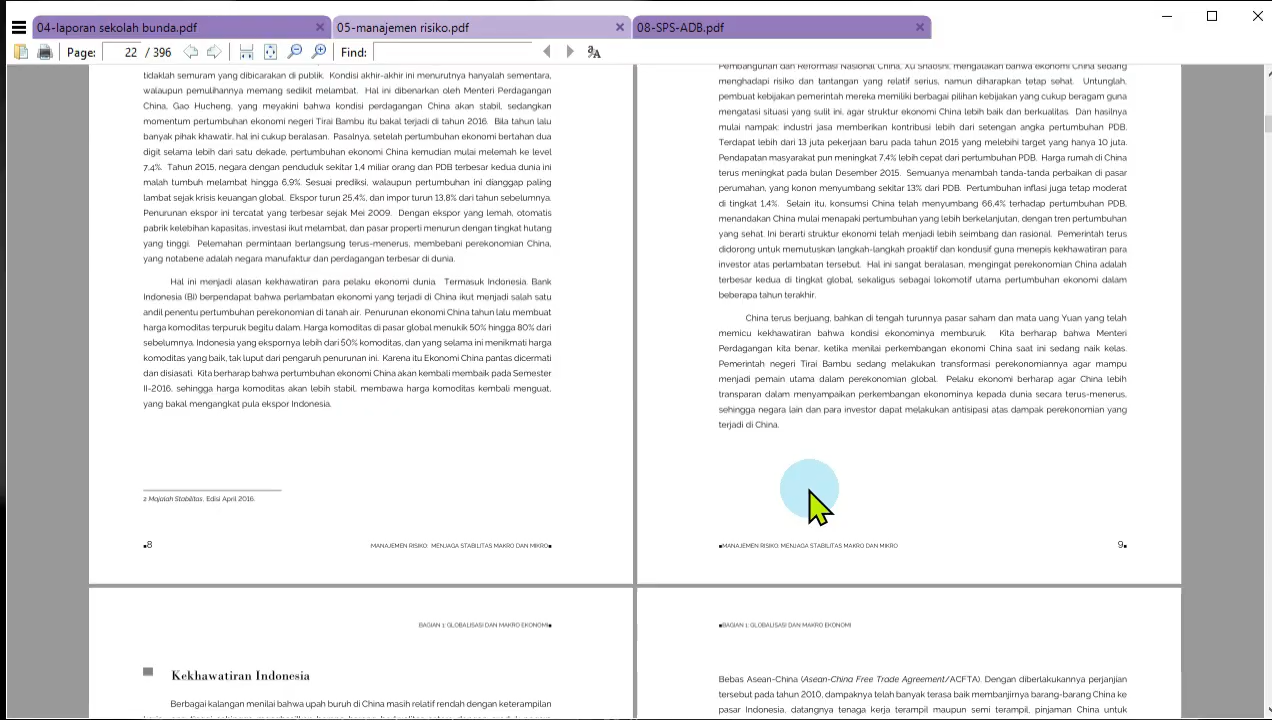 04-laporan sekolah bunda.pdf
05-manajemen risiko.pdf
08-SPS-ADB.pdf
Page: 22 / 396 Find:
tidaklah semuram yang dibicarakan di publik. Kondisi akhir-akhir ini menurutnya hanyalah sementara,
walaupun pemulihannya memang sedikit melambat. Hal ini dibenarkan oleh Menteri Perdagangan
China, Gao Hucheng, yang meyakini bahwa kondisi perdagangan China akan stabil, sedangkan
momentum pertumbuhan ekonomi negeri Tirai Bambu itu bakal terjadi di tahun 2016. Bila tahun lalu
banyak pihak khawatir, hal ini cukup beralasan. Pasalnya, setelah pertumbuhan ekonomi bertahan dua
digit selama lebih dari satu dekade, pertumbuhan ekonomi China kemudian mulai melemah ke level
7,4%. Tahun 2015, negara dengan penduduk sekitar 1,4 miliar orang dan PDB terbesar kedua dunia ini
malah tumbuh melambat hingga 6,9%. Sesuai prediksi, walaupun pertumbuhan ini dianggap paling
lambat sejak krisis keuangan global. Ekspor turun 25,4%, dan impor turun 13,8% dari tahun sebelumnya.
Penurunan ekspor ini tercatat yang terbesar sejak Mei 2009. Dengan ekspor yang lemah, otomatis
pabrik kelebihan kapasitas, investasi ikut melambat, dan pasar properti menurun dengan tingkat hutang
yang tinggi. Pelemahan permintaan berlangsung terus-menerus, membebani perekonomian China,
yang notabene adalah negara manufaktur dan perdagangan terbesar di dunia.
Hal ini menjadi alasan kekhawatiran para pelaku ekonomi dunia. Termasuk Indonesia. Bank
Indonesia (BI) berpendapat bahwa perlambatan ekonomi yang terjadi di China ikut menjadi salah satu
andil penentu pertumbuhan perekonomian di tanah air. Penurunan ekonomi China tahun lalu membuat
harga komoditas terpuruk begitu dalam. Harga komoditas di pasar global menukik 50% hingga 80% dari
sebelumnya. Indonesia yang ekspornya lebih dari 50% komoditas, dan yang selama ini menikmati harga
komoditas yang baik, tak luput dari pengaruh penurunan ini. Karena itu Ekonomi China pantas dicermati
dan disiasati. Kita berharap bahwa pertumbuhan ekonomi China akan kembali membaik pada Semester
II-2016, sehingga harga komoditas akan lebih stabil, membawa harga komoditas kembali menguat,
yang bakal mengangkat pula ekspor Indonesia.
2 Majalah Stabilitas, Edisi April 2016.
■8 MANAJEMEN RISIKO: MENJAGA STABILITAS MAKRO DAN MIKRO■
Pembangunan dan Reformasi Nasional China, Xu Shaoshi, mengatakan bahwa ekonomi China sedang
menghadapi risiko dan tantangan yang relatif serius, namun diharapkan tetap sehat. Untunglah,
pembuat kebijakan pemerintah mereka memiliki berbagai pilihan kebijakan yang cukup beragam guna
mengatasi situasi yang sulit ini, agar struktur ekonomi China lebih baik dan berkualitas. Dan hasilnya
mulai nampak: industri jasa memberikan kontribusi lebih dari setengah angka pertumbuhan PDB.
Terdapat lebih dari 13 juta pekerjaan baru pada tahun 2015 yang melebihi target yang hanya 10 juta.
Pendapatan masyarakat pun meningkat 7,4% lebih cepat dari pertumbuhan PDB. Harga rumah di China
terus meningkat pada bulan Desember 2015. Semuanya menambah tanda-tanda perbaikan di pasar
perumahan, yang konon menyumbang sekitar 13% dari PDB. Pertumbuhan inflasi juga tetap moderat
di tingkat 1,4%. Selain itu, konsumsi China telah menyumbang 66,4% terhadap pertumbuhan PDB,
menandakan China mulai menapaki pertumbuhan yang lebih berkelanjutan, dengan tren pertumbuhan
yang sehat. Ini berarti struktur ekonomi telah menjadi lebih seimbang dan rasional. Pemerintah terus
didorong untuk memutuskan langkah-langkah proaktif dan kondusif guna menepis kekhawatiran para
investor atas perlambatan tersebut. Hal ini sangat beralasan, mengingat perekonomian China adalah
terbesar kedua di tingkat global, sekaligus sebagai lokomotif utama pertumbuhan ekonomi dalam
beberapa tahun terakhir.
China terus berjuang, bahkan di tengah turunnya pasar saham dan mata uang Yuan yang telah
memicu kekhawatiran bahwa kondisi ekonominya memburuk. Kita berharap bahwa Menteri
Perdagangan kita benar, ketika menilai perkembangan ekonomi China saat ini sedang naik kelas.
Pemerintah negeri Tirai Bambu sedang melakukan transformasi perekonomiannya agar mampu
menjadi pemain utama dalam perekonomian global. Pelaku ekonomi berharap agar China lebih
transparan dalam menyampaikan perkembangan ekonominya kepada dunia secara terus-menerus,
sehingga negara lain dan para investor dapat melakukan antisipasi atas dampak perekonomian yang
terjadi di China.
■MANAJEMEN RISIKO: MENJAGA STABILITAS MAKRO DAN MIKRO 9■
BAGIAN 1: GLOBALISASI DAN MAKRO EKONOMI■
Kekhawatiran Indonesia
Berbagai kalangan menilai bahwa upah buruh di China masih relatif rendah dengan keterampilan
■BAGIAN 1: GLOBALISASI DAN MAKRO EKONOMI
Bebas Asean-China (Asean-China Free Trade Agreement/ACFTA). Dengan diberlakukannya perjanjian
tersebut pada tahun 2010, dampaknya telah banyak terasa baik membanjirnya barang-barang China ke
pasar Indonesia, datangnya tenaga kerja terampil maupun semi terampil, pinjaman China untuk